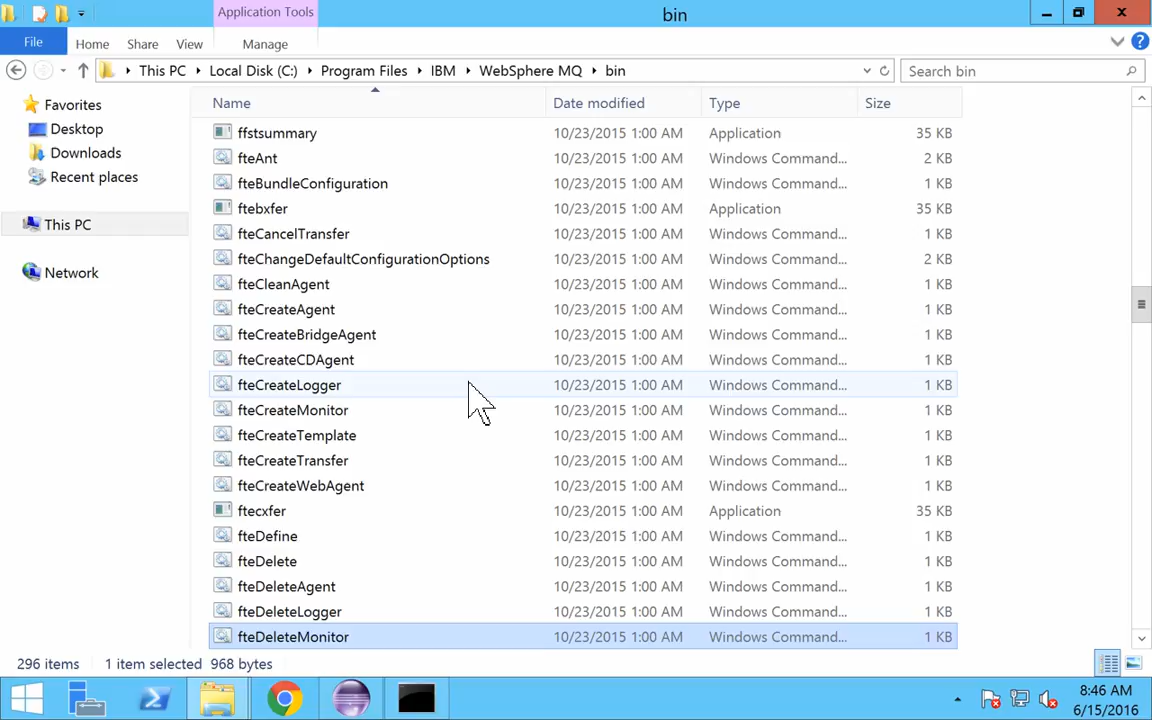 Application Tools
bin
File Home Share View Manage
This PC Local Disk (C:) Program Files IBM WebSphere MQ bin
Search bin
Favorites
Desktop
Downloads
Recent places
This PC
Network
Name Date modified Type Size
ffstsummary 10/23/2015 1:00 AM Application 35 KB
fteAnt 10/23/2015 1:00 AM Windows Command... 2 KB
fteBundleConfiguration 10/23/2015 1:00 AM Windows Command... 1 KB
ftebxfer 10/23/2015 1:00 AM Application 35 KB
fteCancelTransfer 10/23/2015 1:00 AM Windows Command... 1 KB
fteChangeDefaultConfigurationOptions 10/23/2015 1:00 AM Windows Command... 2 KB
fteCleanAgent 10/23/2015 1:00 AM Windows Command... 1 KB
fteCreateAgent 10/23/2015 1:00 AM Windows Command... 1 KB
fteCreateBridgeAgent 10/23/2015 1:00 AM Windows Command... 1 KB
fteCreateCDAgent 10/23/2015 1:00 AM Windows Command... 1 KB
fteCreateLogger 10/23/2015 1:00 AM Windows Command... 1 KB
fteCreateMonitor 10/23/2015 1:00 AM Windows Command... 1 KB
fteCreateTemplate 10/23/2015 1:00 AM Windows Command... 1 KB
fteCreateTransfer 10/23/2015 1:00 AM Windows Command... 1 KB
fteCreateWebAgent 10/23/2015 1:00 AM Windows Command... 1 KB
ftecxfer 10/23/2015 1:00 AM Application 35 KB
fteDefine 10/23/2015 1:00 AM Windows Command... 1 KB
fteDelete 10/23/2015 1:00 AM Windows Command... 1 KB
fteDeleteAgent 10/23/2015 1:00 AM Windows Command... 1 KB
fteDeleteLogger 10/23/2015 1:00 AM Windows Command... 1 KB
fteDeleteMonitor 10/23/2015 1:00 AM Windows Command... 1 KB
296 items 1 item selected 968 bytes
8:46 AM
6/15/2016